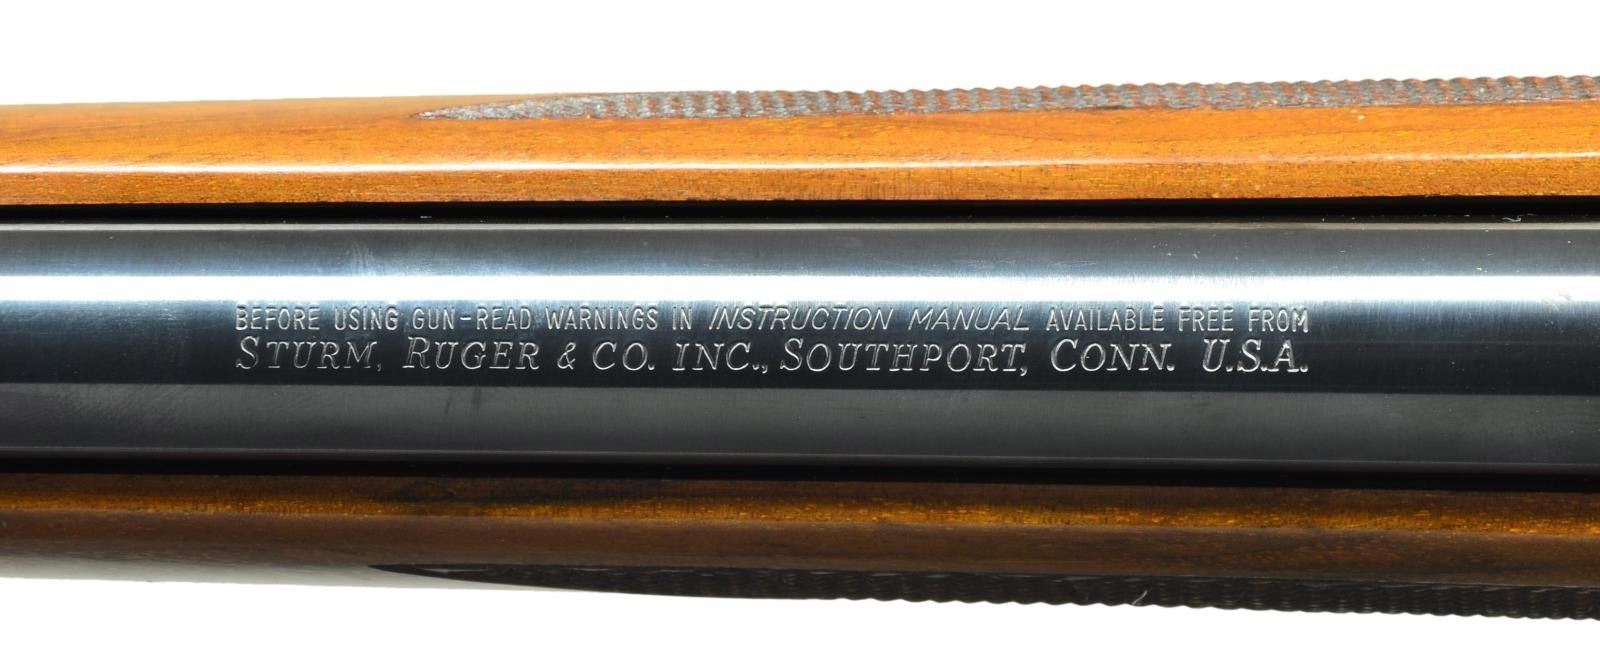 BEFORE USING GUN-READ WARNINGS IN INSTRUCTION MANUAL AVAILABLE FREE FROM
STURM, RUGER & CO. INC., SOUTHPORT, CONN. U.S.A.